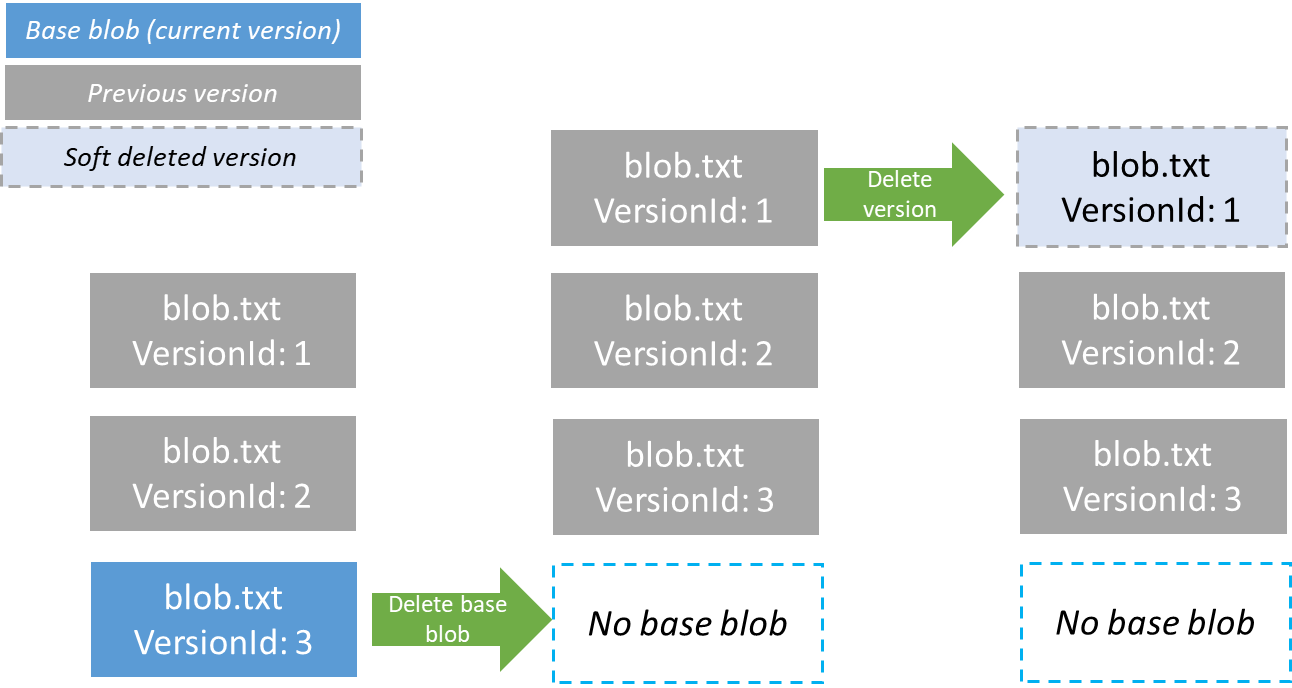 Base blob (current version)
Previous version
Soft deleted version
blob.txt
VersionId: 1
blob.txt
VersionId: 2
blob.txt
VersionId: 3
Delete base
blob
blob.txt
VersionId: 1
blob.txt
VersionId: 2
blob.txt
VersionId: 3
No base blob
Delete
version
blob.txt
VersionId: 1
blob.txt
VersionId: 2
blob.txt
VersionId: 3
No base blob